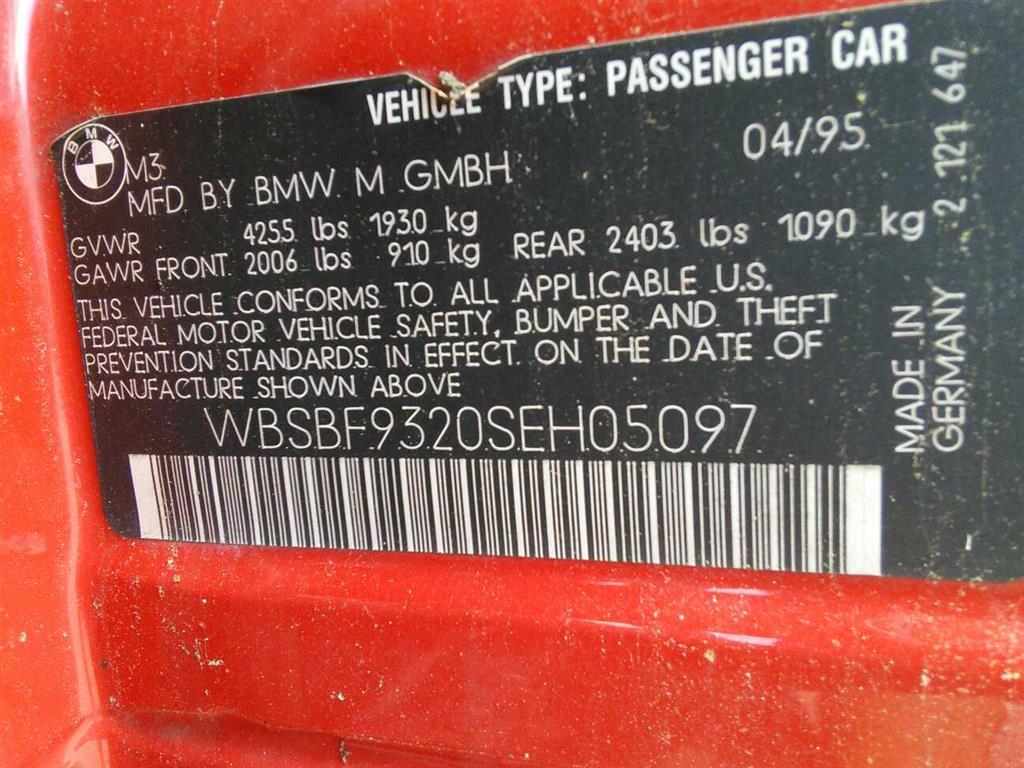 VEHICLE TYPE: PASSENGER CAR
BMW
M3
04/95
MFD BY BMW M GMBH
GVWR 4255 lbs 1930 kg
GAWR FRONT 2006 lbs 910 kg REAR 2403 lbs 1090 kg
THIS VEHICLE CONFORMS TO ALL APPLICABLE U.S.
FEDERAL MOTOR VEHICLE SAFETY, BUMPER AND THEFT
PREVENTION STANDARDS IN EFFECT ON THE DATE OF
MANUFACTURE SHOWN ABOVE
WBSBF9320SEH05097
MADE IN
GERMANY 2 121 647